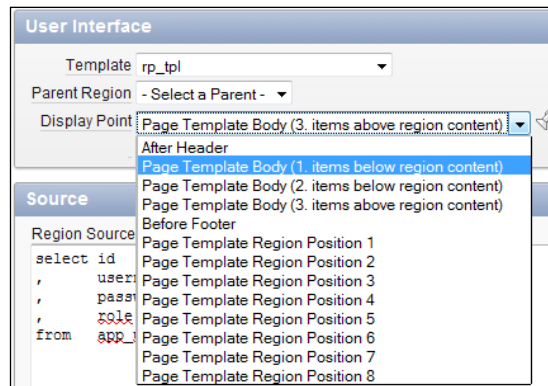 User Interface
Template rp_tpl
Parent Region - Select a Parent -
Display Point Page Template Body (3. items above region content)
After Header
Page Template Body (1. items below region content)
Page Template Body (2. items below region content)
Page Template Body (3. items above region content)
Before Footer
Page Template Region Position 1
Page Template Region Position 2
Page Template Region Position 3
Page Template Region Position 4
Page Template Region Position 5
Page Template Region Position 6
Page Template Region Position 7
Page Template Region Position 8
Source
Region Source
select id
,
,
, role
from